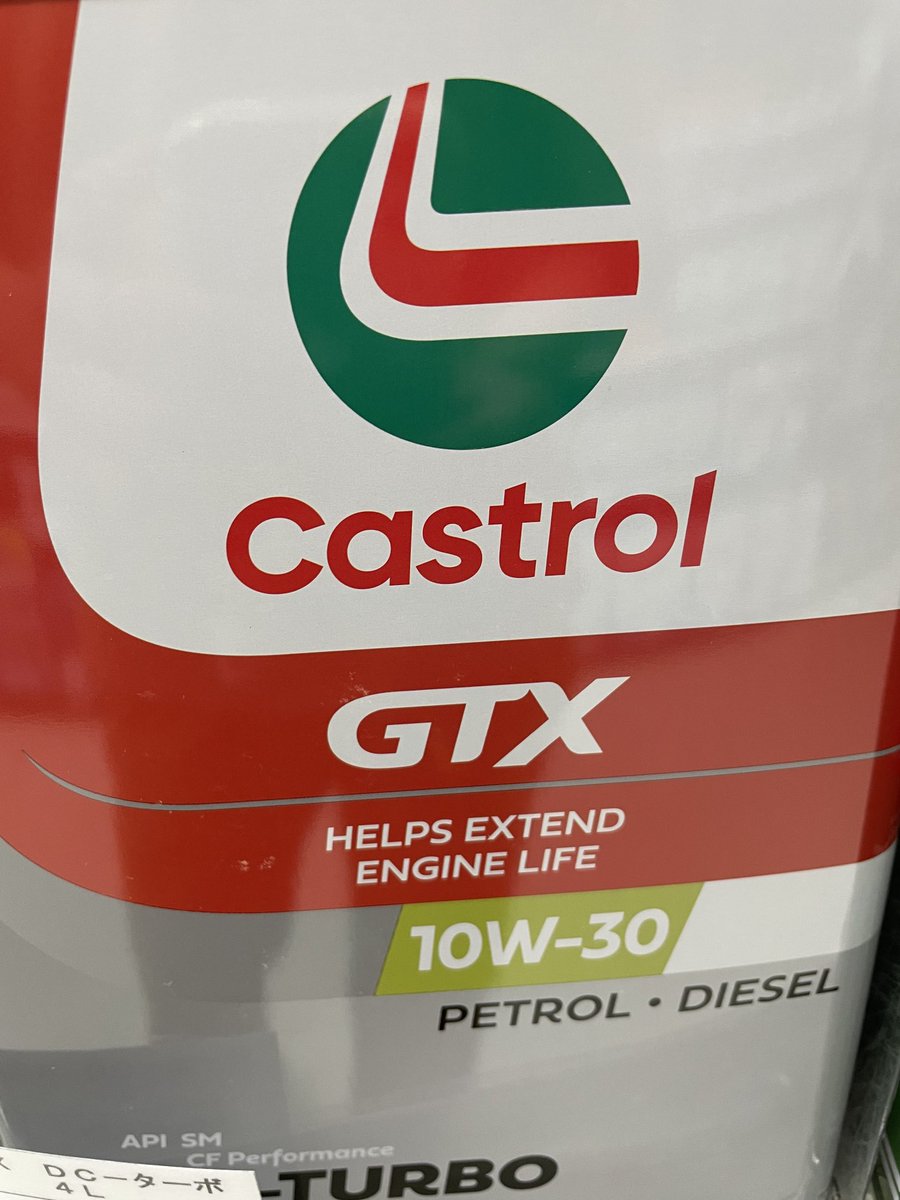 Castrol
GTX
HELPS EXTEND
ENGINE LIFE
10W-30
PETROL • DIESEL
API SM
CF Performance
-TURBO
DCーターボ
4L